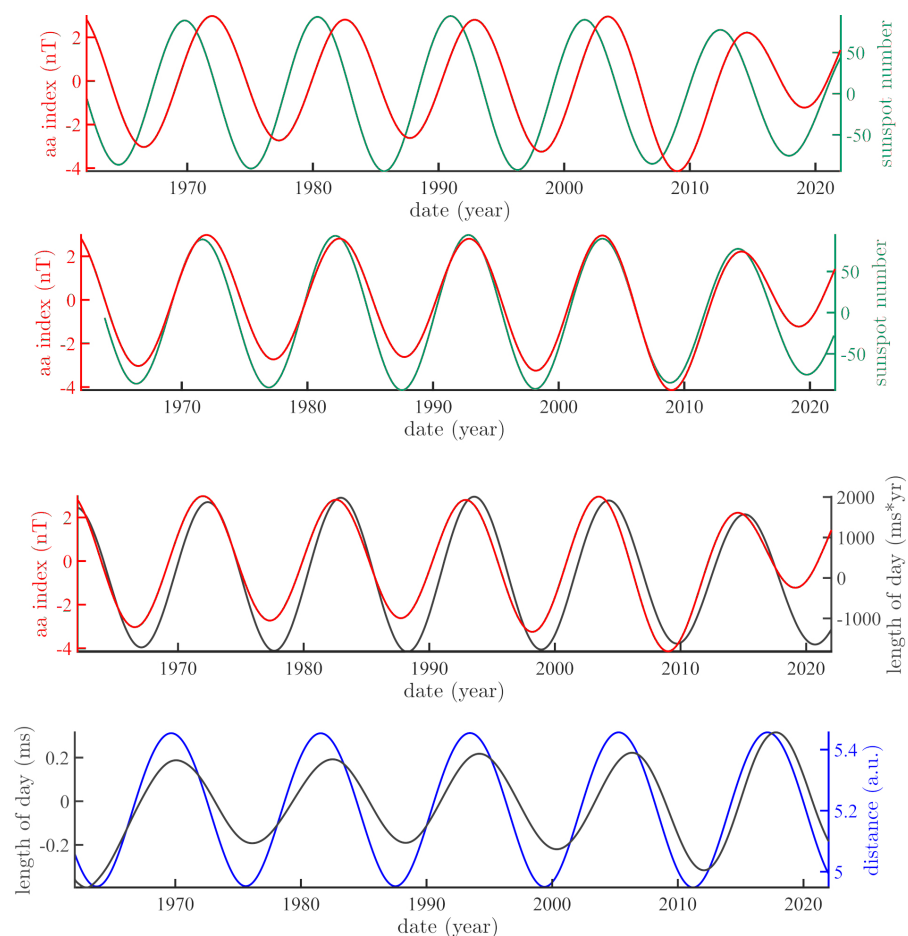 aa index (nT)
2
0
-2
-4
50
0
-50
sunspot number
1970 1980 1990 2000 2010 2020
date (year)
aa index (nT)
2
0
-2
-4
50
0
-50
sunspot number
1970 1980 1990 2000 2010 2020
date (year)
aa index (nT)
2
0
-2
-4
2000
1000
0
-1000
length of day (ms*yr)
1970 1980 1990 2000 2010 2020
date (year)
length of day (ms)
0.2
0
-0.2
5.4
5.2
5
distance (a.u.)
1970 1980 1990 2000 2010 2020
date (year)